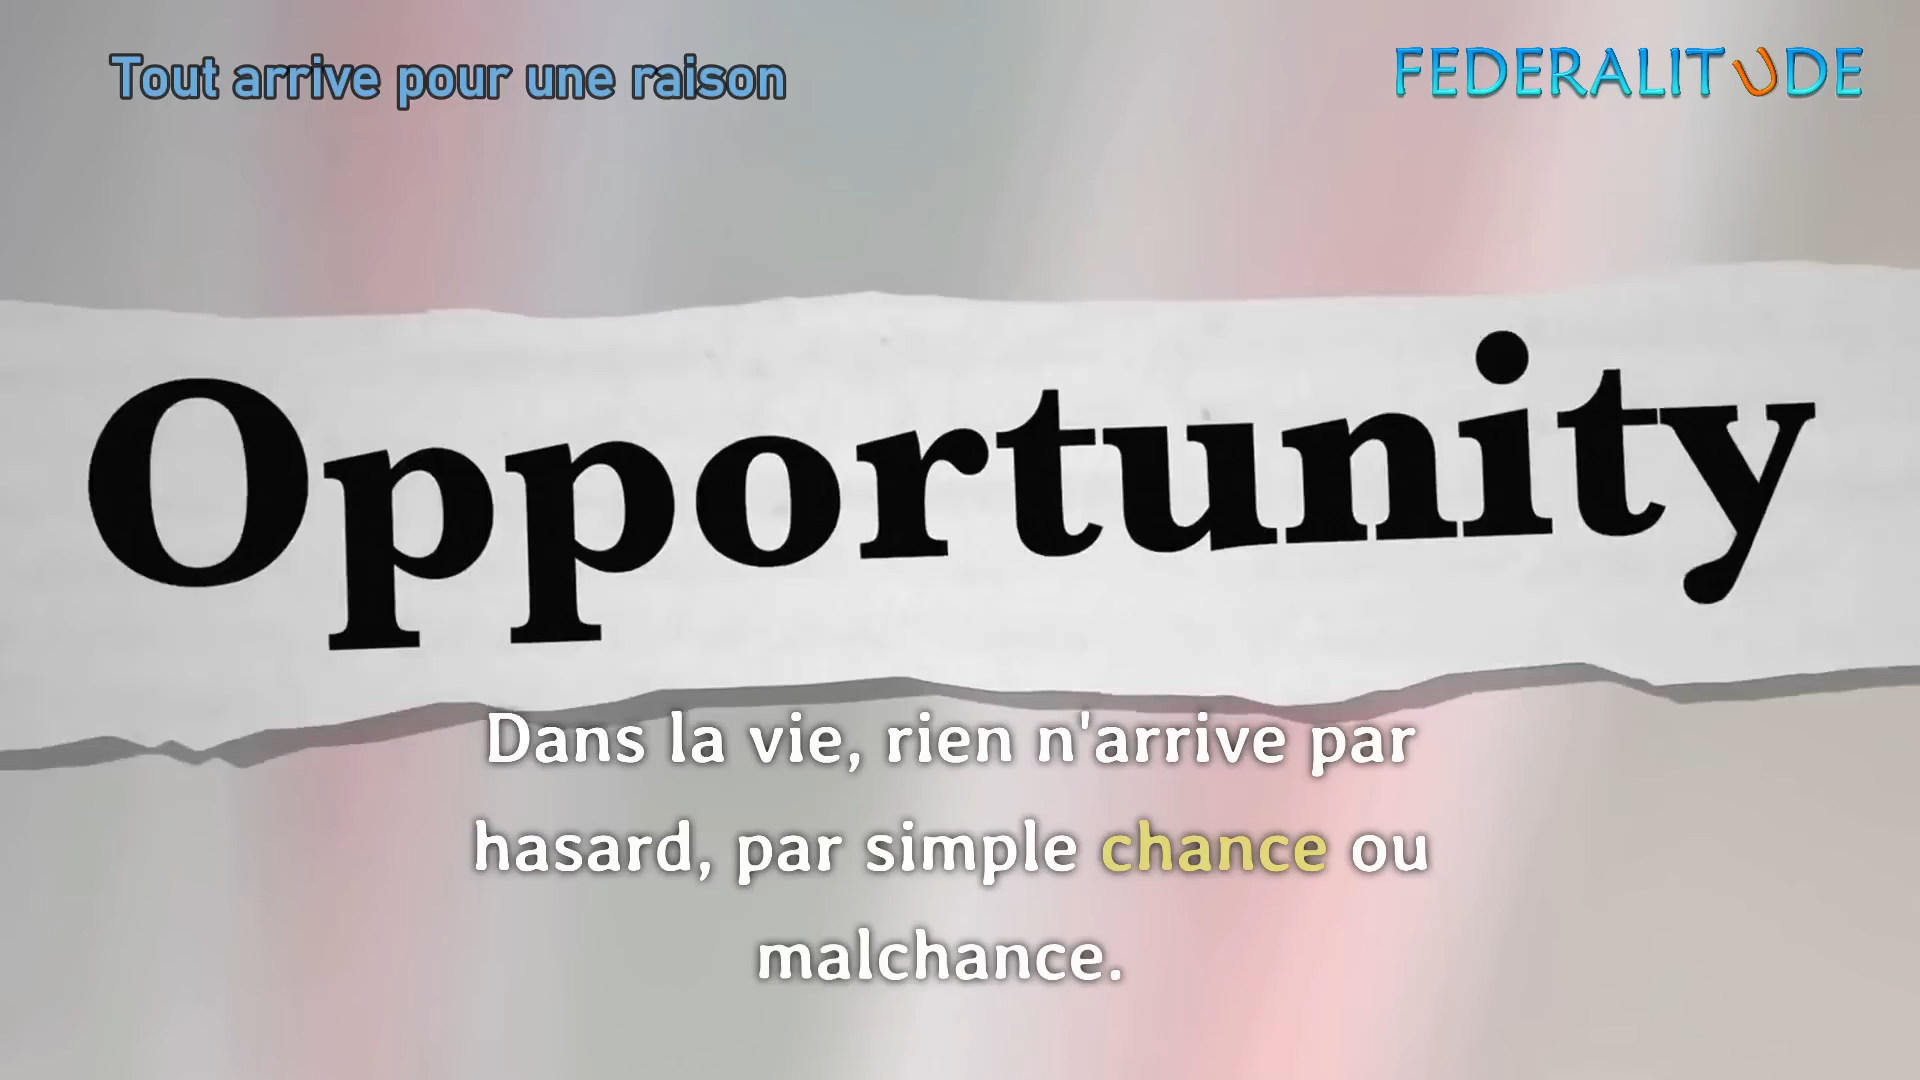 Tout arrive pour une raison
FEDERALITUDE
Opportunity
Dans la vie, rien n'arrive par
hasard, par simple chance ou
malchance.